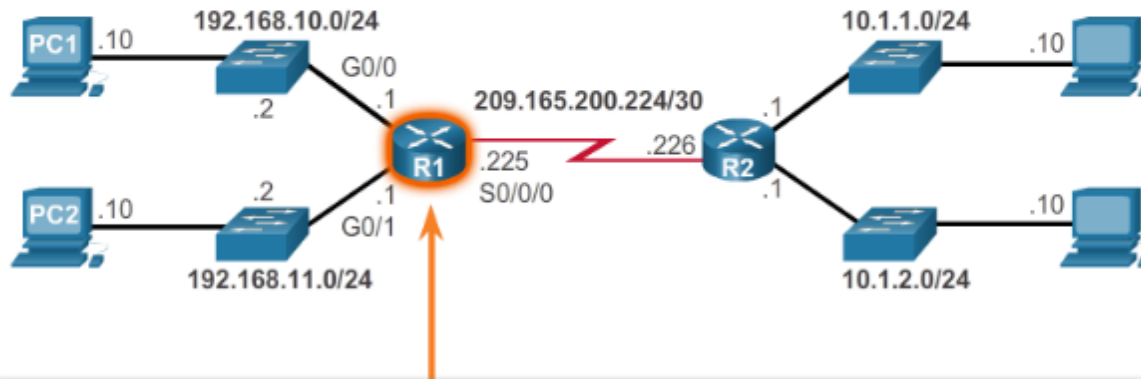 192.168.10.0/24
10.1.1.0/24
PC1
.10
.10
G0/0
.2
.1
209.165.200.224/30
.1
R1
.225
.226
R2
S0/0/0
.1
.1
PC2
.10
.2
G0/1
.10
192.168.11.0/24
10.1.2.0/24